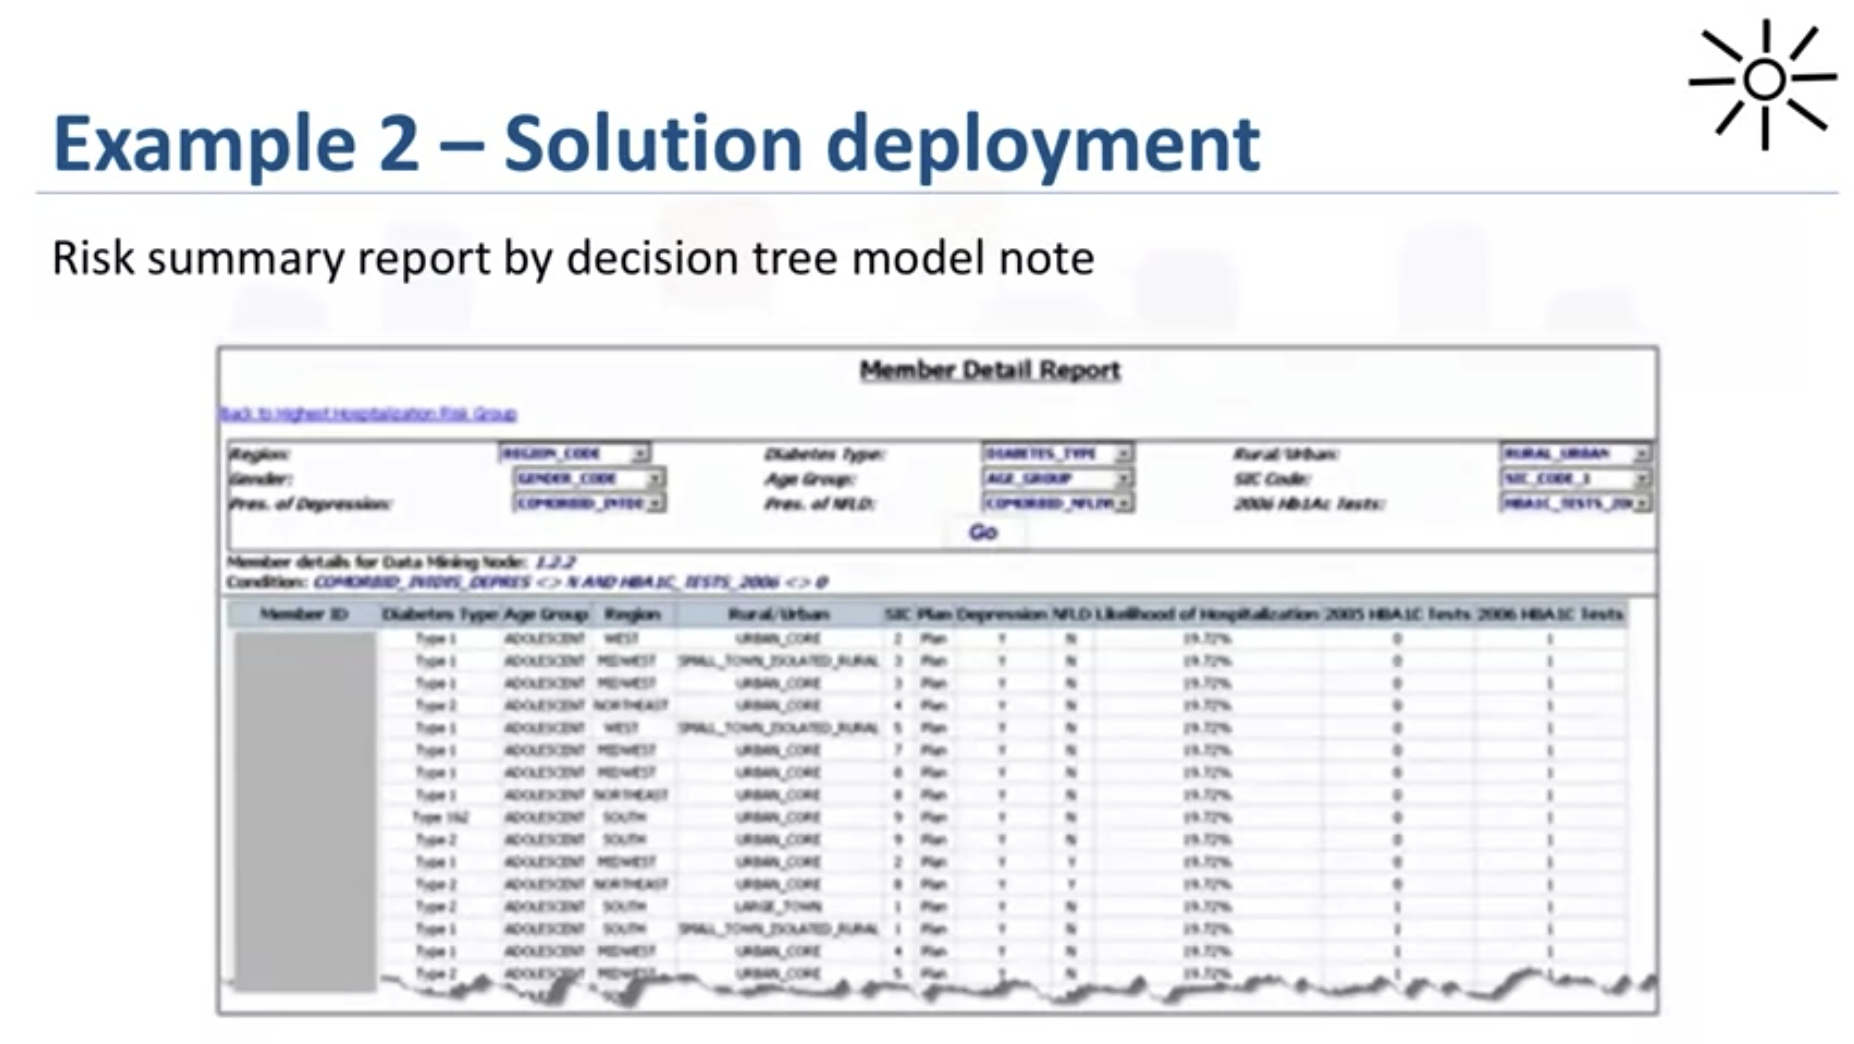 Example 2 – Solution deployment
Risk summary report by decision tree model note
Member Detail Report
Back to Highest Hospitalization Risk Group
Region: REGION_CODE Diabetes Type: DIABETES_TYPE Rural/Urban: RURAL_URBAN
Gender: GENDER_CODE Age Group: AGE_GROUP SIC Code: SIC_CODE_1
Pres. of Depression: Pres. of NFLD: 2006 Hb1Ac Tests:
Go
Member details for Data Mining Node: 1.2.2
Condition: <> N AND HBA1C_TESTS_2006 <> 0
Member ID Diabetes Type Age Group Region Rural/Urban SIC Plan Depression NFLD Likelihood of Hospitalization 2005 HBA1C Tests 2006 HBA1C Tests
Type 1 ADOLESCENT WEST URBAN_CORE 2 Plan Y N 19.72% 0 1
Type 1 ADOLESCENT MIDWEST SMALL_TOWN_ISOLATED_RURAL 3 Plan Y N 19.72% 0 1
Type 1 ADOLESCENT MIDWEST URBAN_CORE 3 Plan Y N 19.72% 0 1
Type 2 ADOLESCENT NORTHEAST URBAN_CORE 4 Plan Y N 19.72% 0 1
Type 1 ADOLESCENT WEST SMALL_TOWN_ISOLATED_RURAL 5 Plan Y N 19.72% 0 1
Type 1 ADOLESCENT MIDWEST URBAN_CORE 7 Plan Y N 19.72% 0 1
Type 1 ADOLESCENT MIDWEST URBAN_CORE 8 Plan Y N 19.72% 0 1
Type 1 ADOLESCENT NORTHEAST URBAN_CORE 8 Plan Y N 19.72% 0 1
Type 1&2 ADOLESCENT SOUTH URBAN_CORE 9 Plan Y N 19.72% 0 1
Type 2 ADOLESCENT SOUTH URBAN_CORE 9 Plan Y N 19.72% 0 1
Type 1 ADOLESCENT MIDWEST URBAN_CORE 2 Plan Y Y 19.72% 0 1
Type 2 ADOLESCENT NORTHEAST URBAN_CORE 8 Plan Y Y 19.72% 0 1
Type 2 ADOLESCENT SOUTH LARGE_TOWN 1 Plan Y N 19.72% 1 1
Type 1 ADOLESCENT SOUTH SMALL_TOWN_ISOLATED_RURAL 1 Plan Y N 19.72% 1 1
Type 1 ADOLESCENT MIDWEST URBAN_CORE 4 Plan Y N 19.72% 1 1
Type 2 ADOLESCENT MIDWEST URBAN_CORE 5 Plan Y N 19.72% 1 1